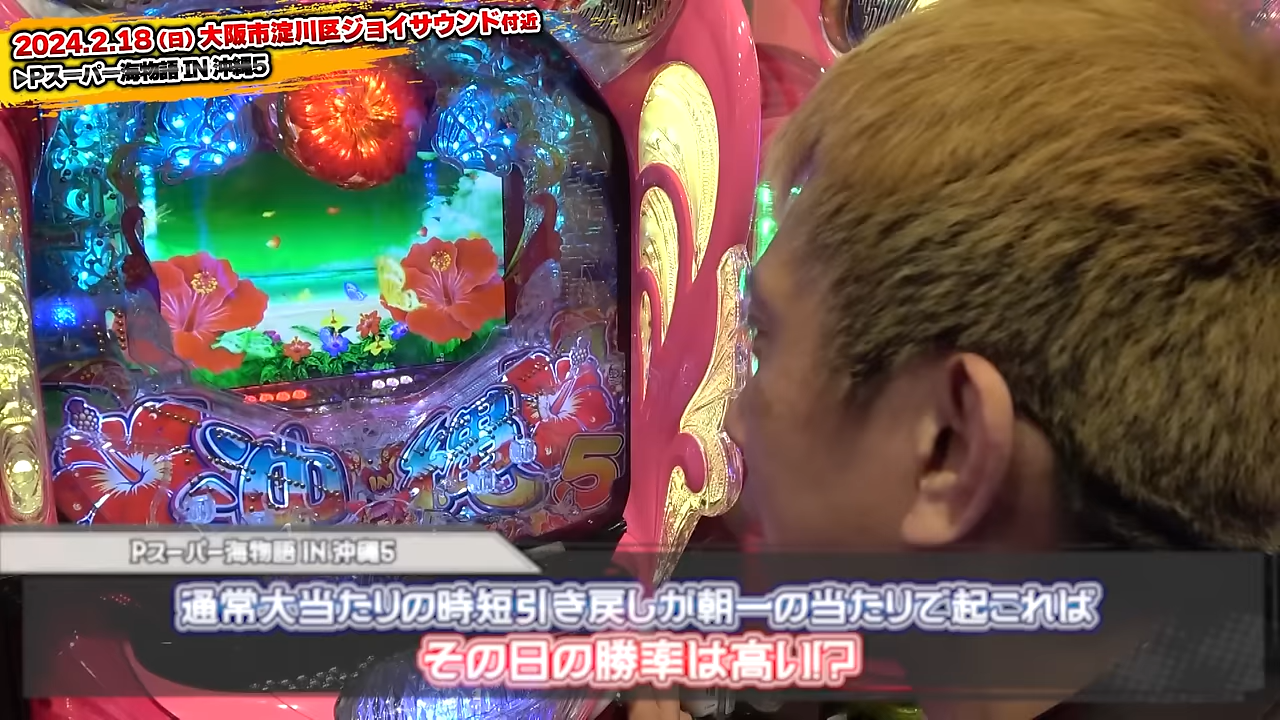 2024.2.18(日)大阪市淀川区ジョイサウンド付近
▷Pスーパー海物語 IN 沖縄5
沖 IN 縄 5
Pスーパー海物語 IN 沖縄5
通常大当たりの時短引き戻しが朝一の当たりで起これば
その日の勝率は高い!?